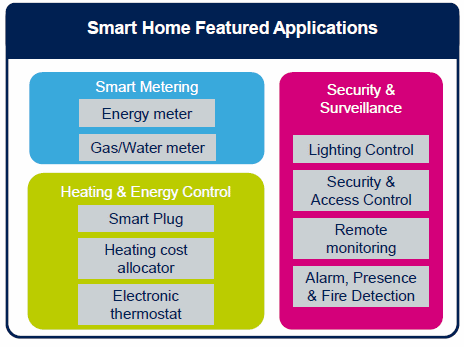 Smart Home Featured Applications
Smart Metering
Energy meter
Gas/Water meter
Heating & Energy Control
Smart Plug
Heating cost
allocator
Electronic
thermostat
Security &
Surveillance
Lighting Control
Security &
Access Control
Remote
monitoring
Alarm, Presence
& Fire Detection